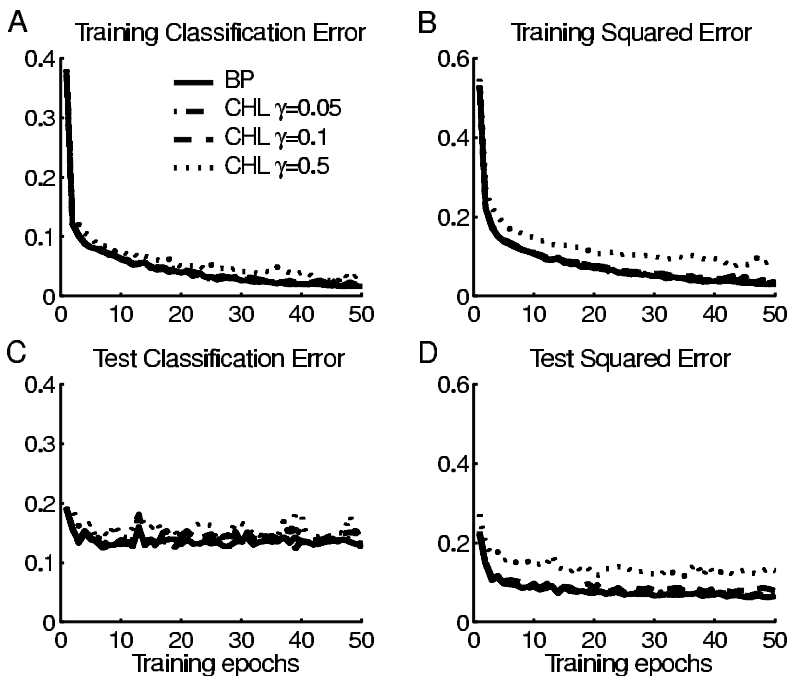 A
Training Classification Error
0.4
0.3
0.2
0.1
0
0 10 20 30 40 50
BP
CHL γ=0.05
CHL γ=0.1
CHL γ=0.5
B
Training Squared Error
0.6
0.4
0.2
0
0 10 20 30 40 50
C
Test Classification Error
0.4
0.3
0.2
0.1
0
0 10 20 30 40 50
Training epochs
D
Test Squared Error
0.6
0.4
0.2
0
0 10 20 30 40 50
Training epochs